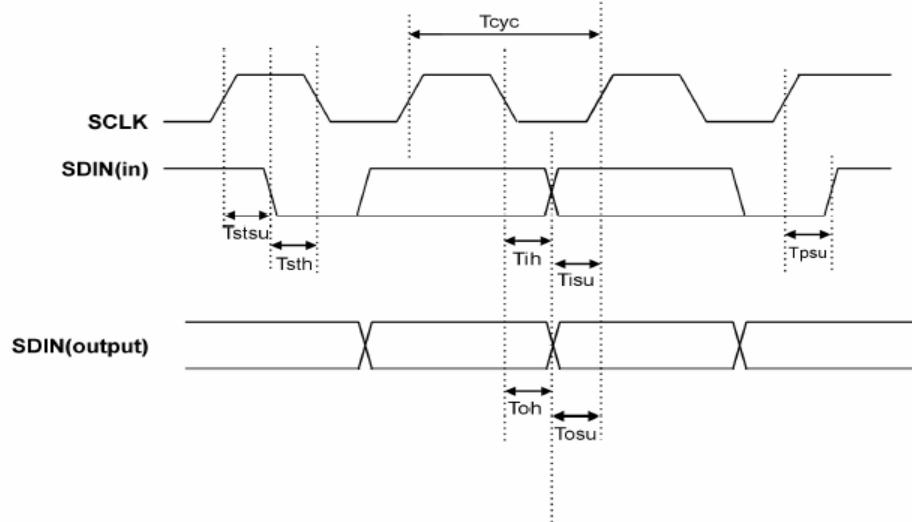 Tcyc
SCLK
SDIN(in)
Tstsu
Tsth
Tih
Tisu
Tpsu
SDIN(output)
Toh
Tosu